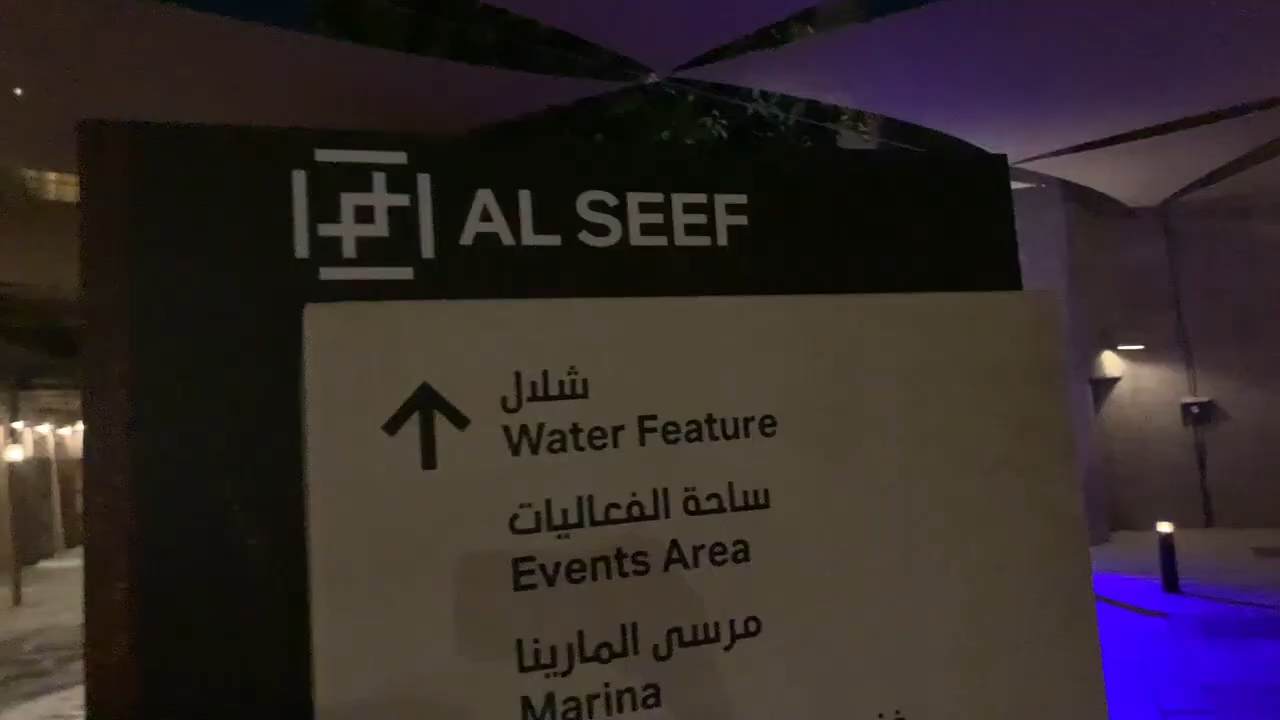 AL SEEF
شلال
Water Feature
ساحة الفعاليات
Events Area
مرسى المارينا
Marina